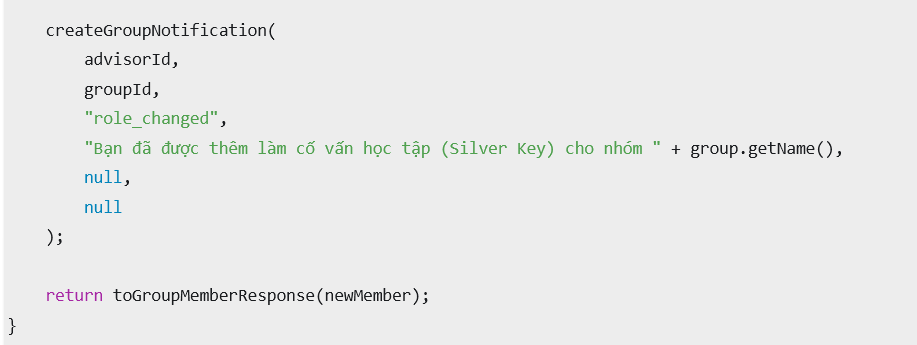 createGroupNotification(
advisorId,
groupId,
"role_changed",
"Bạn đã được thêm làm cố vấn học tập (Silver Key) cho nhóm " + group.getName(),
null,
null
);
return toGroupMemberResponse(newMember);
}